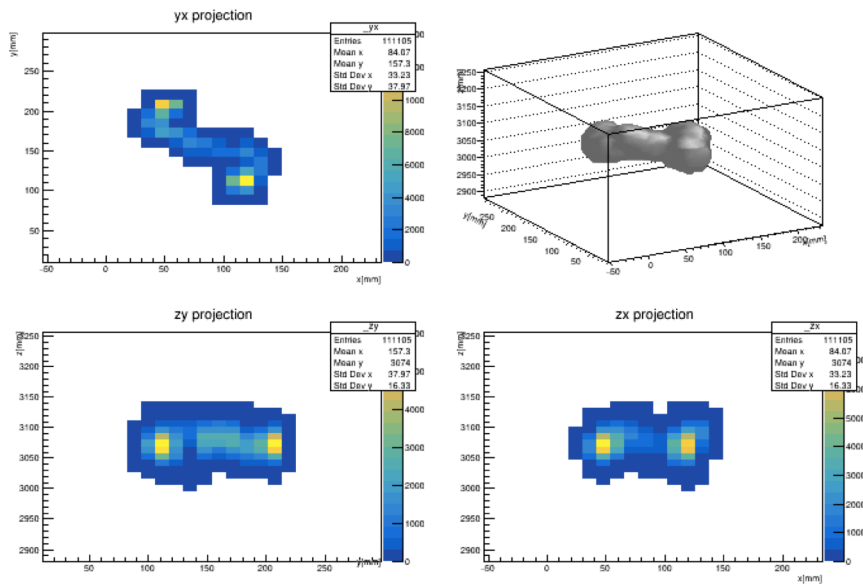 yx projection
_yx
Entries 111105
Mean x 84.07
Mean y 157.3
Std Dev x 33.23
Std Dev y 37.97
y[mm]
250
200
150
100
50
-50 0 50 100 150 200
x[mm]
10000
8000
6000
4000
2000
0
3250
3200
3150
3100
3050
3000
2950
2900
y[mm]
250
200
150
100
50
-50
0
50
100
150
200
zy projection
_zy
Entries 111105
Mean x 157.3
Mean y 3074
Std Dev x 37.97
Std Dev y 16.33
z[mm]
3250
3200
3150
3100
3050
3000
2950
2900
50 100 150 200 250
y[mm]
4000
3000
2000
1000
0
zx projection
_zx
Entries 111105
Mean x 84.07
Mean y 3074
Std Dev x 33.23
Std Dev y 16.33
z[mm]
3250
3200
3150
3100
3050
3000
2950
2900
-50 0 50 100 150 200
x[mm]
5000
4000
3000
2000
1000
0